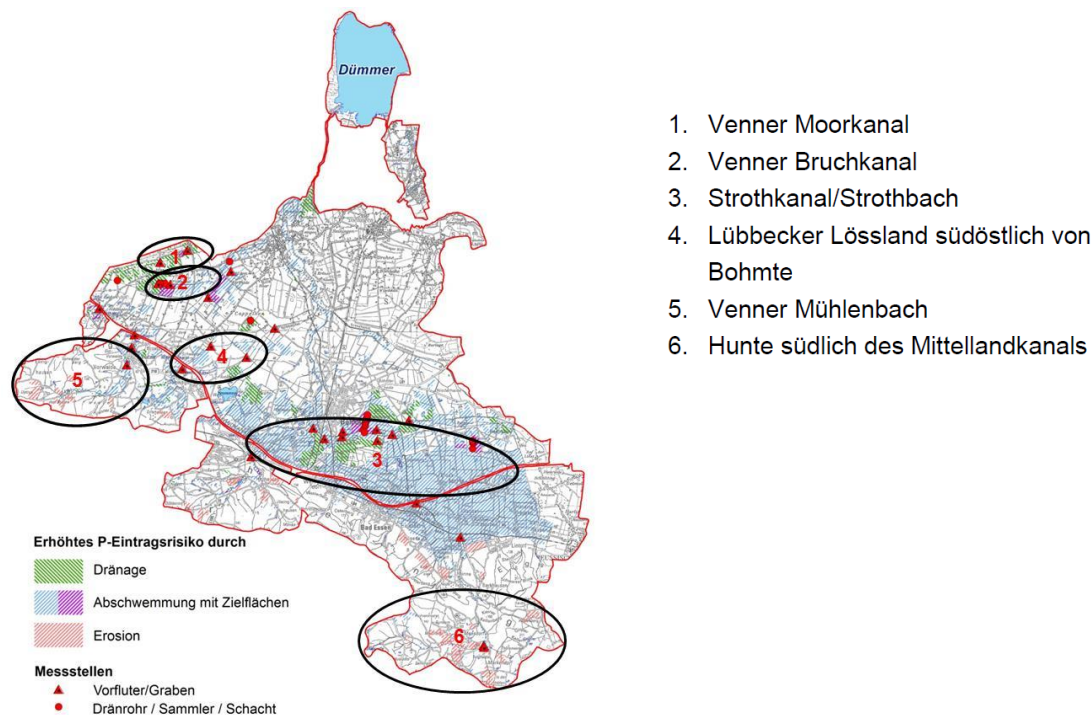 Dümmer
1
2
4
5
3
Bad Essen
6
Erhöhtes P-Eintragsrisiko durch
Dränage
Abschwemmung mit Zielflächen
Erosion
Messstellen
Vorfluter/Graben
Dränrohr / Sammler / Schacht
1. Venner Moorkanal
2. Venner Bruchkanal
3. Strothkanal/Strothbach
4. Lübbecker Lössland südöstlich von
Bohmte
5. Venner Mühlenbach
6. Hunte südlich des Mittellandkanals